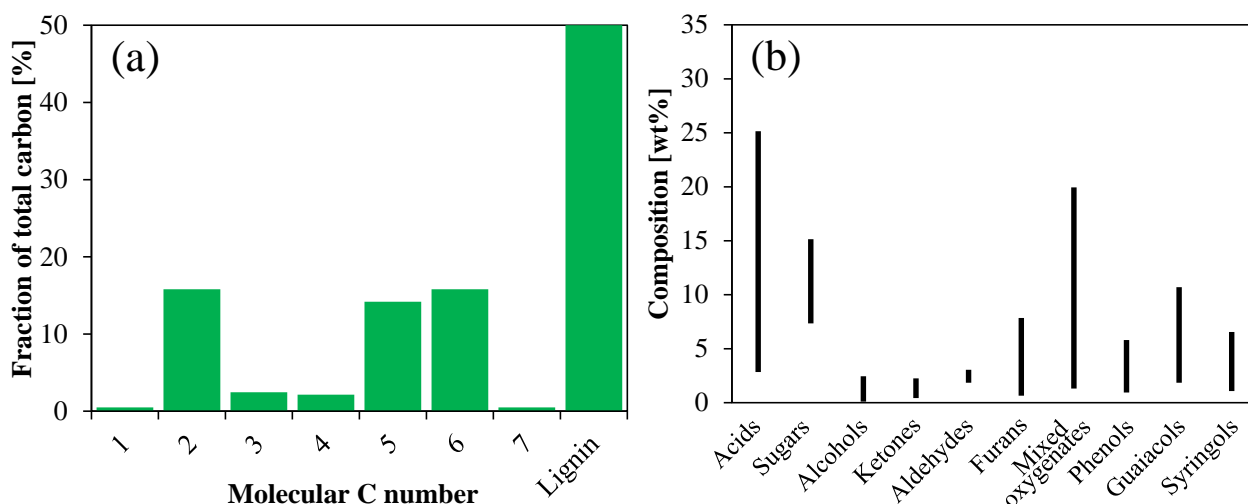 (a)
Fraction of total carbon [%]
50
40
30
20
10
0
1
2
3
4
5
6
7
Lignin
Molecular C number
(b)
Composition [wt%]
35
30
25
20
15
10
5
0
Acids
Sugars
Alcohols
Ketones
Aldehydes
Furans
Mixed
oxygenates
Phenols
Guaiacols
Syringols